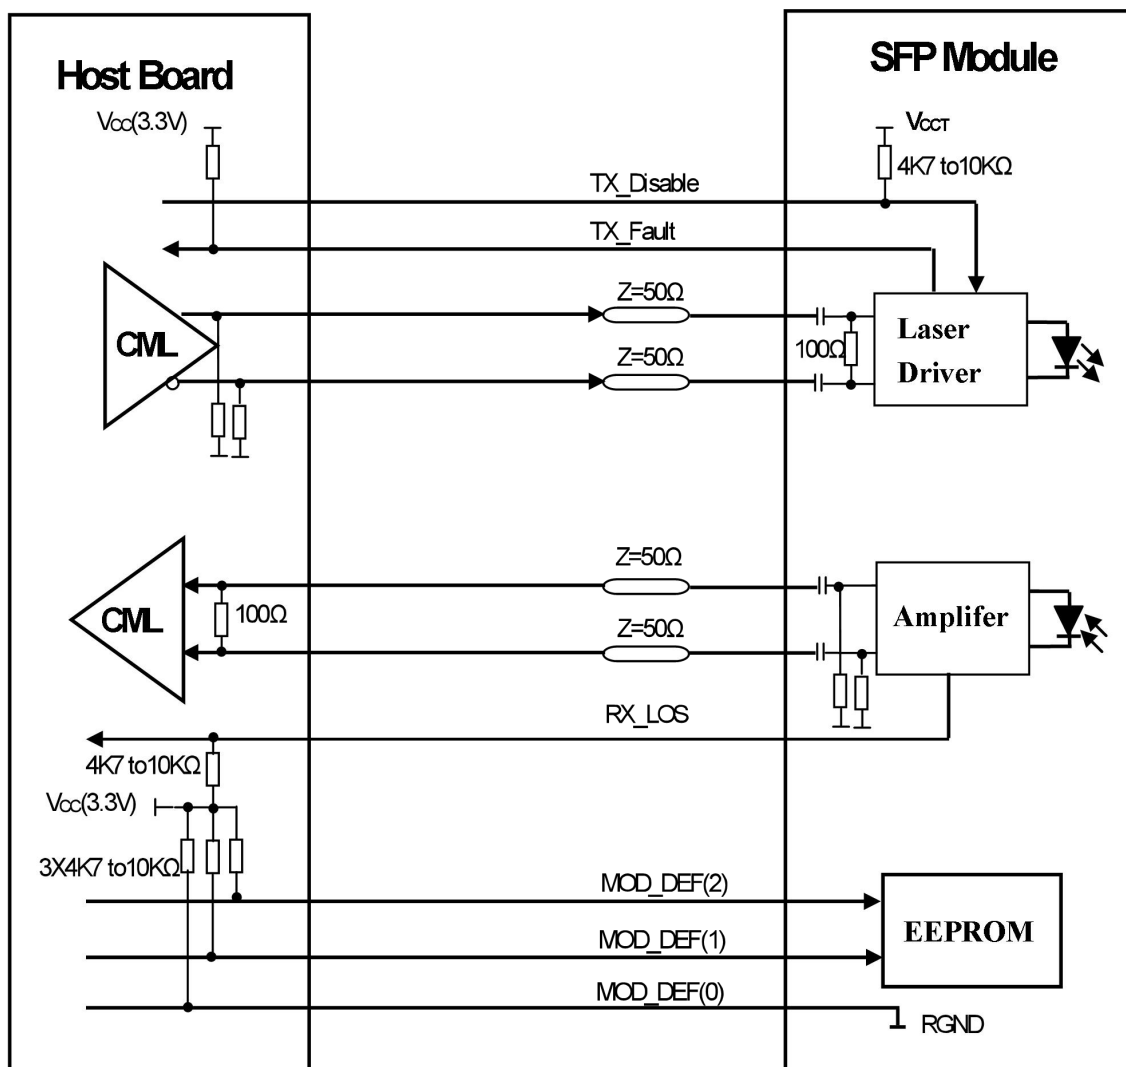 Host Board
SFP Module
VCC(3.3V)
VCCT
4K7 to10KΩ
TX_Disable
TX_Fault
Z=50Ω
CML
100Ω
Laser
Driver
Z=50Ω
Z=50Ω
CML
100Ω
Amplifer
Z=50Ω
RX_LOS
4K7 to10KΩ
VCC(3.3V)
3X4K7 to10KΩ
MOD_DEF(2)
EEPROM
MOD_DEF(1)
MOD_DEF(0)
RGND